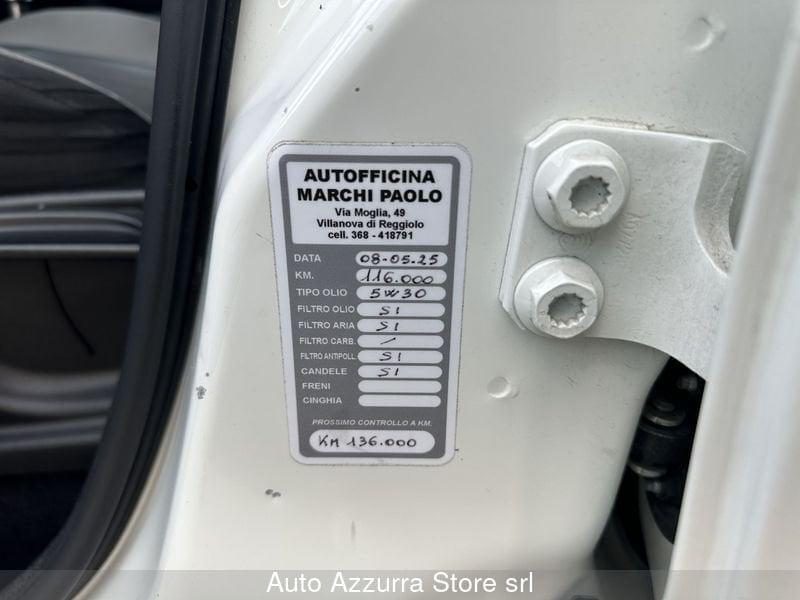 AUTOFFICINA
MARCHI PAOLO
Via Moglia, 49
Villanova di Reggiolo
cell. 368 - 418791
DATA 08-05-25
KM. 116.000
TIPO OLIO 5W30
FILTRO OLIO SI
FILTRO ARIA SI
FILTRO CARB. /
FILTRO ANTIPOLL. SI
CANDELE SI
FRENI
CINGHIA
PROSSIMO CONTROLLO A KM.
KM 136.000
Auto Azzurra Store srl